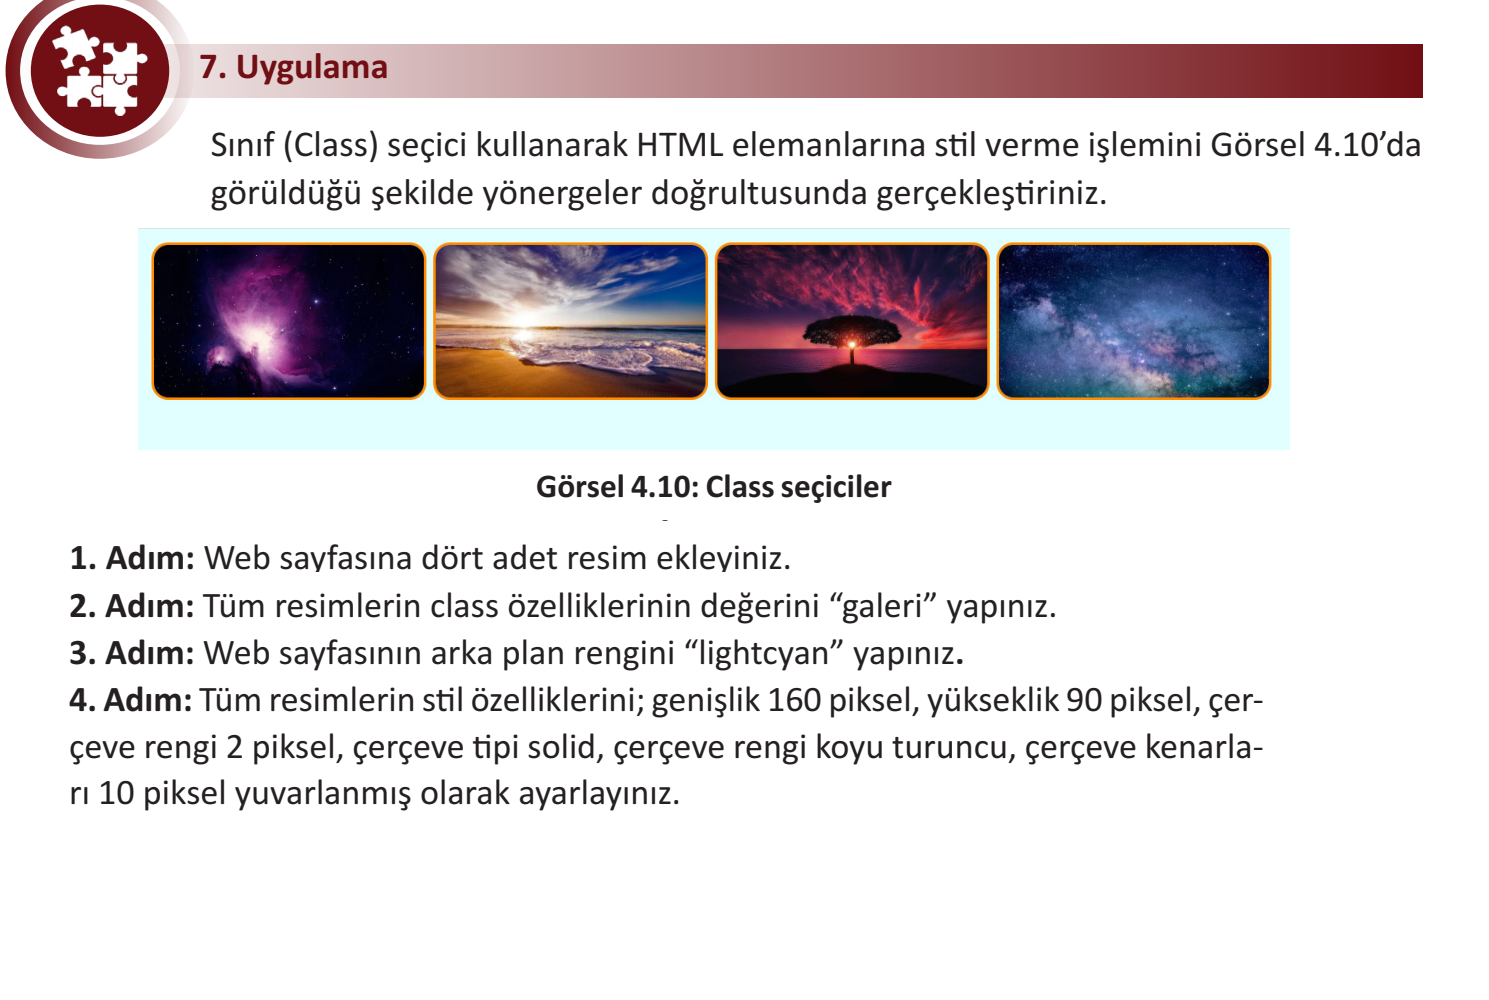 7. Uygulama
Sınıf (Class) seçici kullanarak HTML elemanlarına stil verme işlemini Görsel 4.10’da
görüldüğü şekilde yönergeler doğrultusunda gerçekleştiriniz.
Görsel 4.10: Class seçiciler
1. Adım: Web sayfasına dört adet resim ekleyiniz.
2. Adım: Tüm resimlerin class özelliklerinin değerini “galeri” yapınız.
3. Adım: Web sayfasının arka plan rengini “lightcyan” yapınız.
4. Adım: Tüm resimlerin stil özelliklerini; genişlik 160 piksel, yükseklik 90 piksel, çer-
çeve rengi 2 piksel, çerçeve tipi solid, çerçeve rengi koyu turuncu, çerçeve kenarla-
rı 10 piksel yuvarlanmış olarak ayarlayınız.